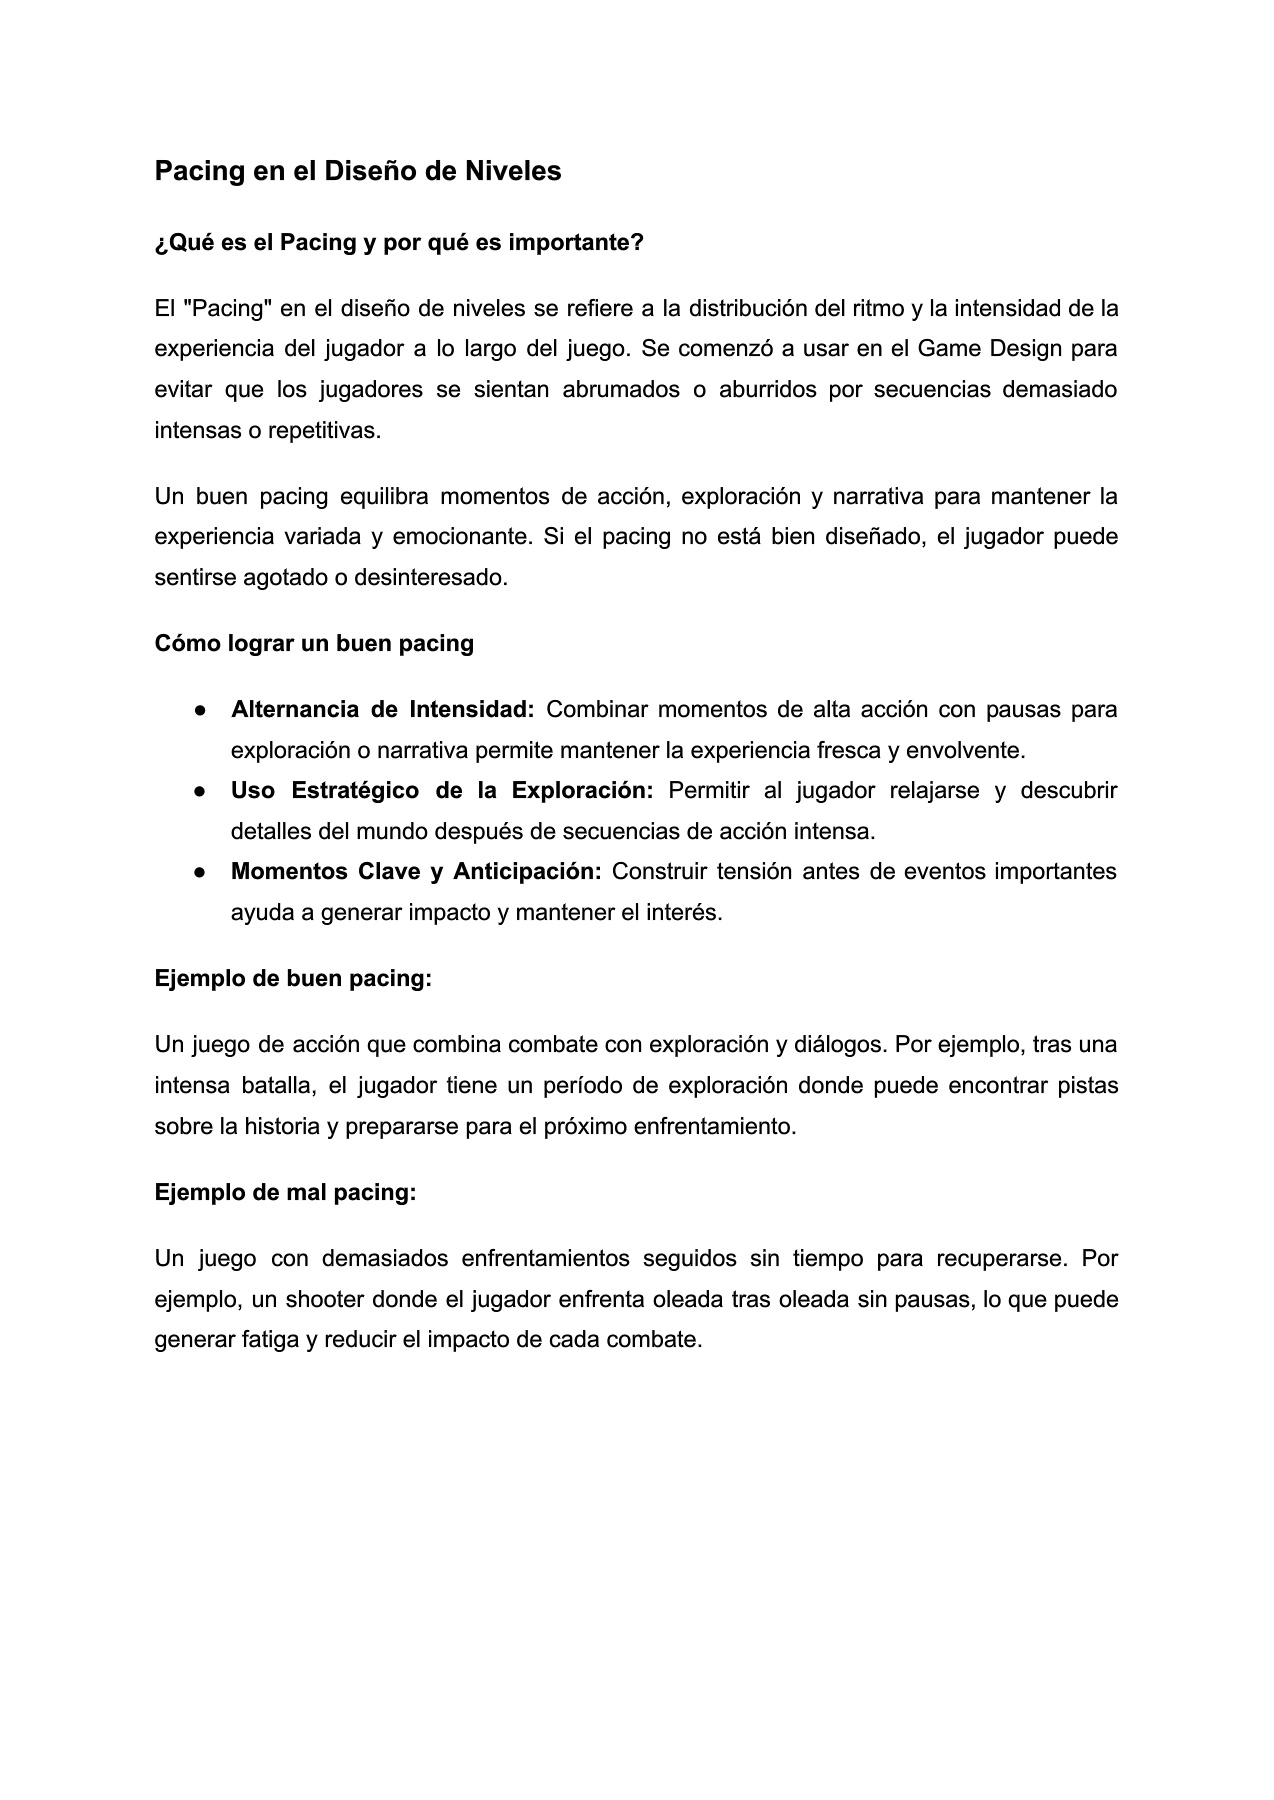 Pacing en el Diseño de Niveles
¿Qué es el Pacing y por qué es importante?
El "Pacing" en el diseño de niveles se refiere a la distribución del ritmo y la intensidad de la
experiencia del jugador a lo largo del juego. Se comenzó a usar en el Game Design para
evitar que los jugadores se sientan abrumados o aburridos por secuencias demasiado
intensas o repetitivas.
Un buen pacing equilibra momentos de acción, exploración y narrativa para mantener la
experiencia variada y emocionante. Si el pacing no está bien diseñado, el jugador puede
sentirse agotado o desinteresado.
Cómo lograr un buen pacing
● Alternancia de Intensidad: Combinar momentos de alta acción con pausas para
exploración o narrativa permite mantener la experiencia fresca y envolvente.
● Uso Estratégico de la Exploración: Permitir al jugador relajarse y descubrir
detalles del mundo después de secuencias de acción intensa.
● Momentos Clave y Anticipación: Construir tensión antes de eventos importantes
ayuda a generar impacto y mantener el interés.
Ejemplo de buen pacing:
Un juego de acción que combina combate con exploración y diálogos. Por ejemplo, tras una
intensa batalla, el jugador tiene un período de exploración donde puede encontrar pistas
sobre la historia y prepararse para el próximo enfrentamiento.
Ejemplo de mal pacing:
Un juego con demasiados enfrentamientos seguidos sin tiempo para recuperarse. Por
ejemplo, un shooter donde el jugador enfrenta oleada tras oleada sin pausas, lo que puede
generar fatiga y reducir el impacto de cada combate.